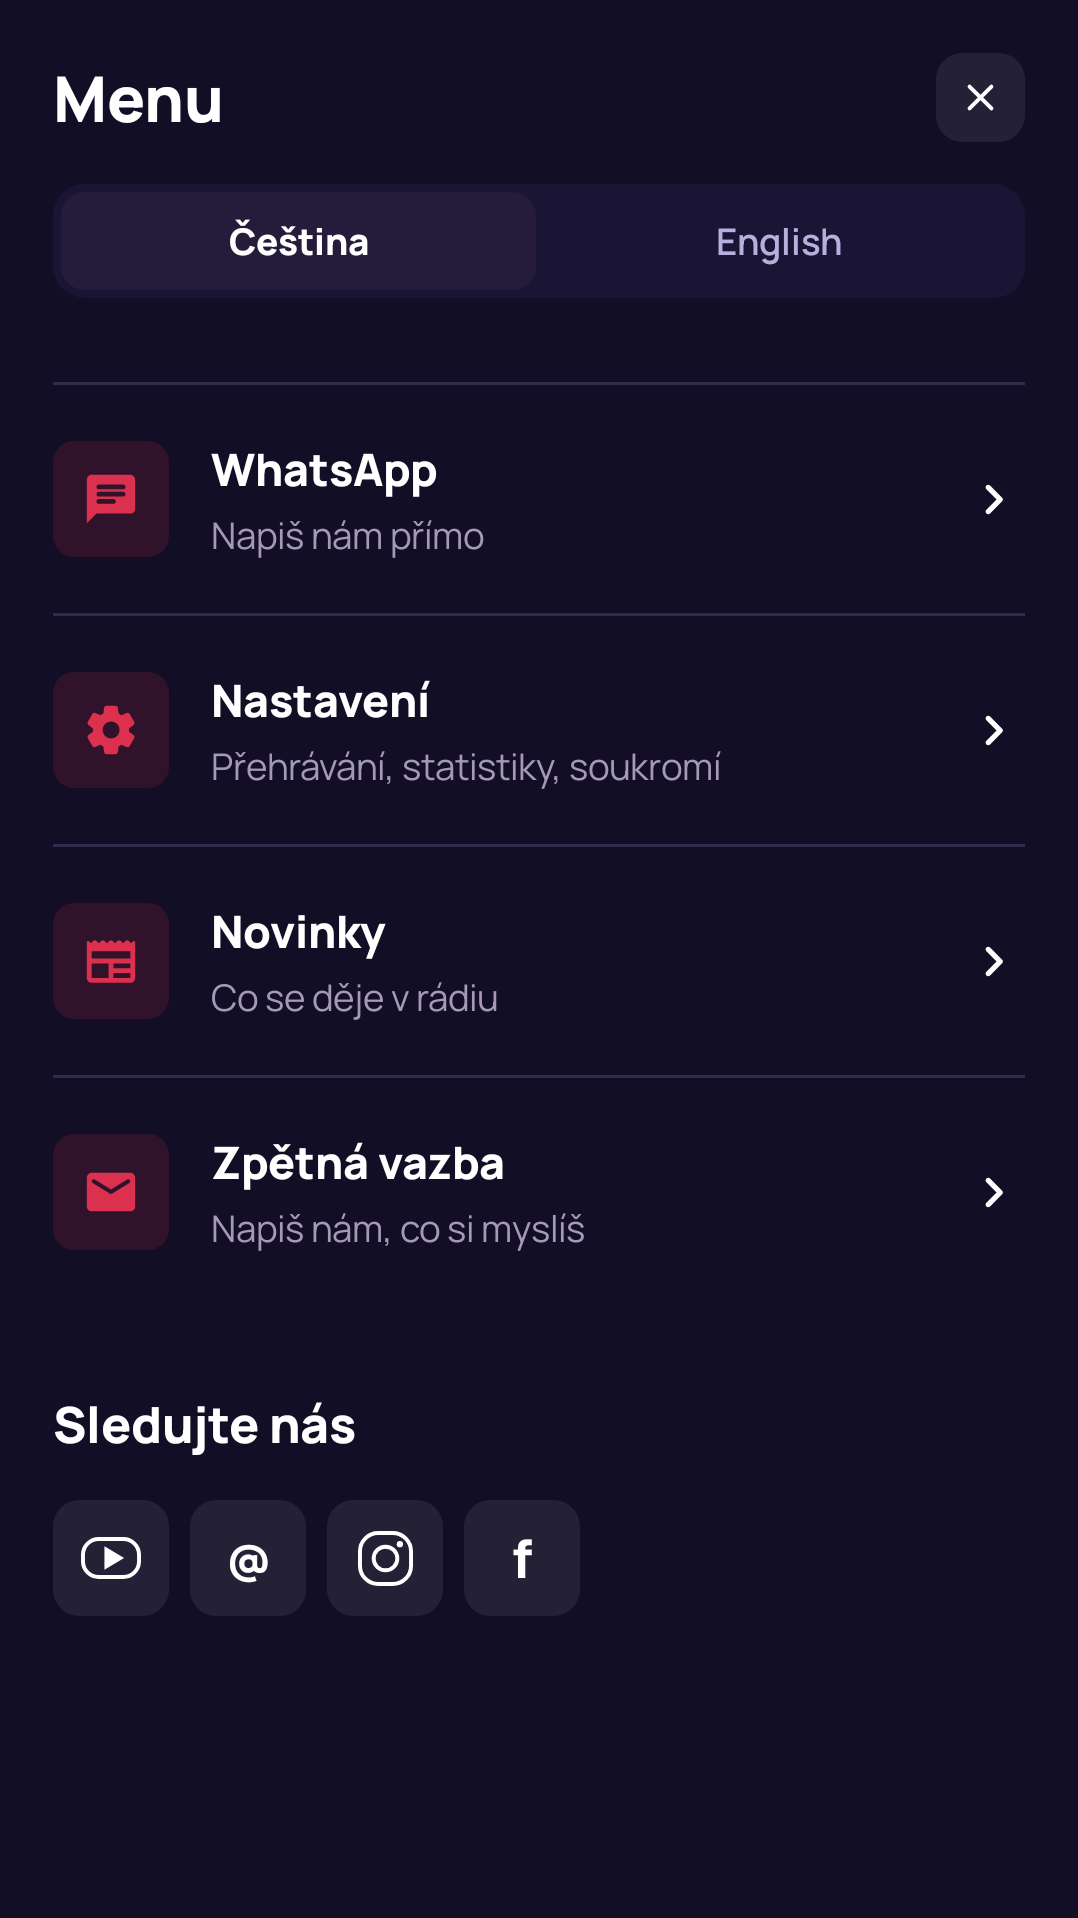 Menu
Čeština
English
WhatsApp
Napiš nám přímo
Nastavení
Přehrávání, statistiky, soukromí
Novinky
Co se děje v rádiu
Zpětná vazba
Napiš nám, co si myslíš
Sledujte nás
@
f